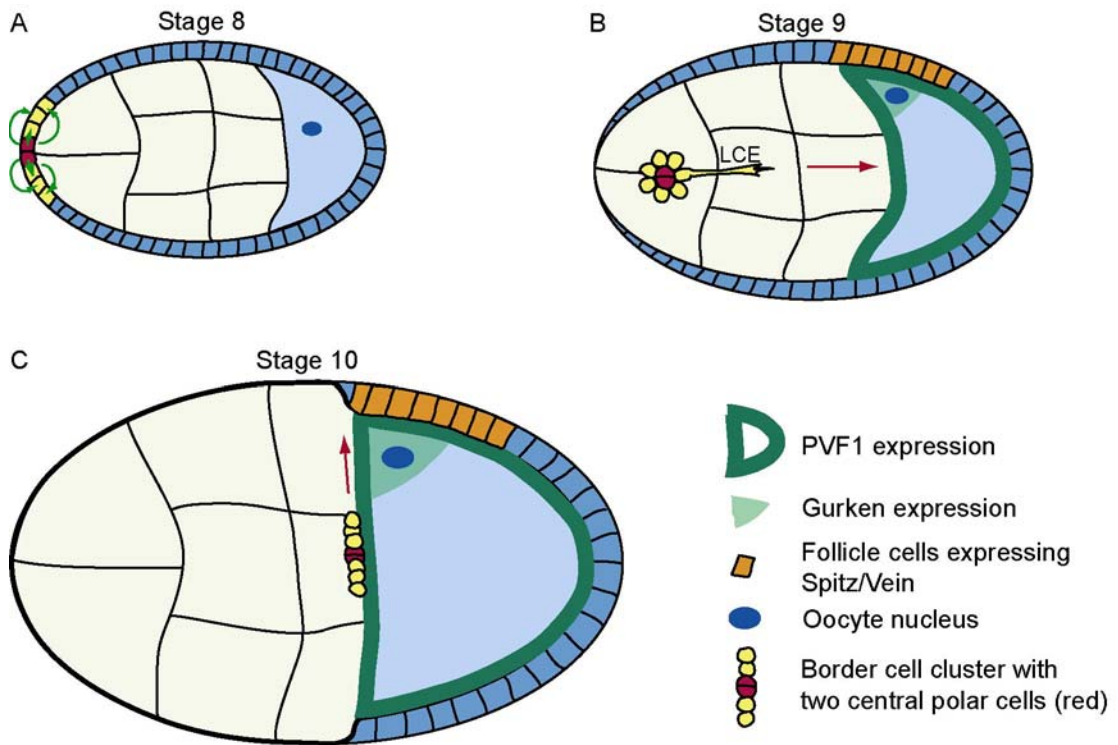 A
Stage 8
B
Stage 9
LCE
C
Stage 10
PVF1 expression
Gurken expression
Follicle cells expressing
Spitz/Vein
Oocyte nucleus
Border cell cluster with
two central polar cells (red)